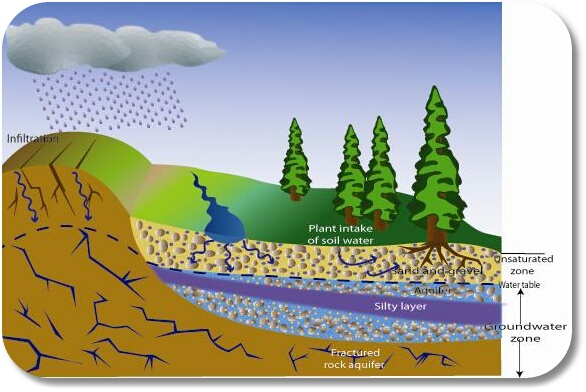 Infiltration
Plant intake
of soil water
Sand and gravel
Unsaturated
zone
Water table
Aquifer
Silty layer
Groundwater
zone
Fractured
rock aquifer